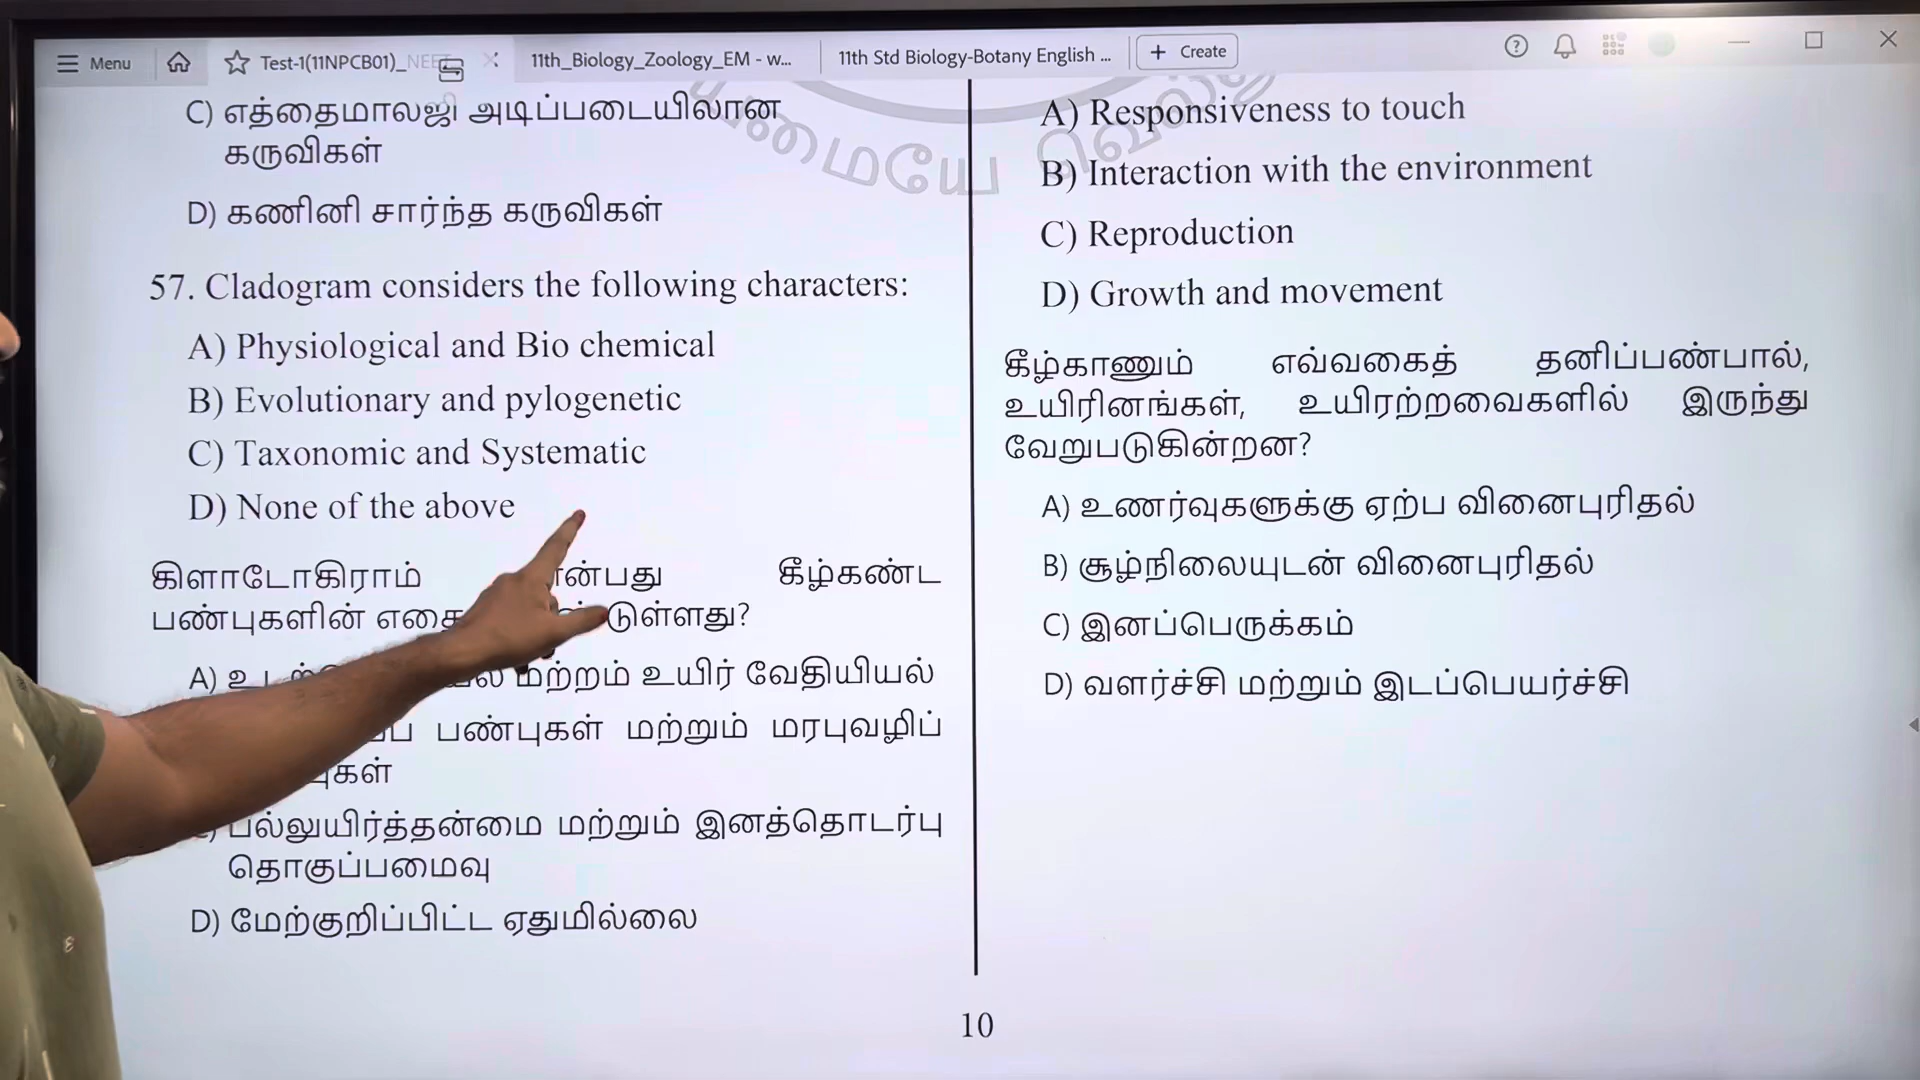 Menu
Test-1(11NPCB01)_NEET
11th_Biology_Zoology_EM - w...
11th Std Biology-Botany English ...
+ Create
C) எத்தைமாலஜி அடிப்படையிலான
கருவிகள்
D) கணினி சார்ந்த கருவிகள்
57. Cladogram considers the following characters:
A) Physiological and Bio chemical
B) Evolutionary and pylogenetic
C) Taxonomic and Systematic
D) None of the above
கிளாடோகிராம் என்பது கீழ்கண்ட
பண்புகளின்
A) மற்றம் உயிர் வேதியியல்
பண்புகள் மற்றும் மரபுவழிப்
பல்லுயிர்த்தன்மை மற்றும் இனத்தொடர்பு
தொகுப்பமைவு
D) மேற்குறிப்பிட்ட ஏதுமில்லை
A) Responsiveness to touch
B) Interaction with the environment
C) Reproduction
D) Growth and movement
கீழ்காணும் எவ்வகைத் தனிப்பண்பால்,
உயிரினங்கள், உயிரற்றவைகளில் இருந்து
வேறுபடுகின்றன?
A) உணர்வுகளுக்கு ஏற்ப வினைபுரிதல்
B) சூழ்நிலையுடன் வினைபுரிதல்
C) இனப்பெருக்கம்
D) வளர்ச்சி மற்றும் இடப்பெயர்ச்சி
10